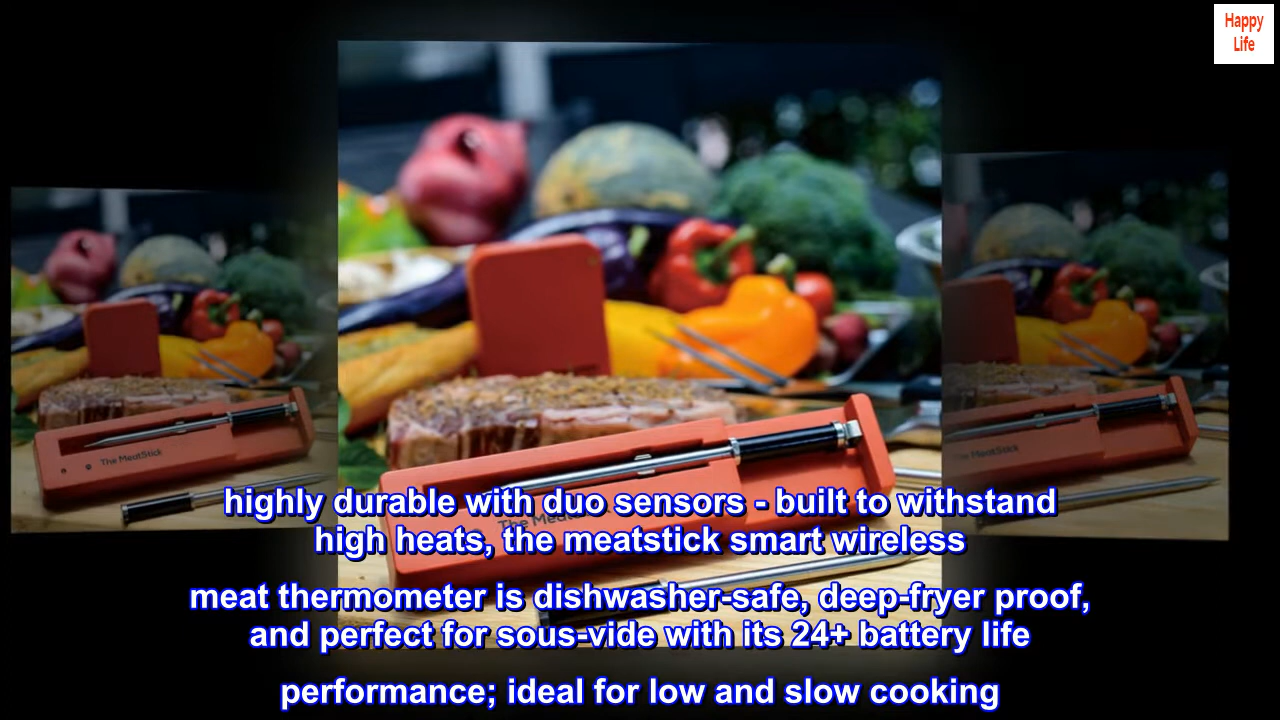 Happy
Life
The MeatStick
highly durable with duo sensors - built to withstand
high heats, the meatstick smart wireless
meat thermometer is dishwasher-safe, deep-fryer proof,
and perfect for sous-vide with its 24+ battery life
performance; ideal for low and slow cooking